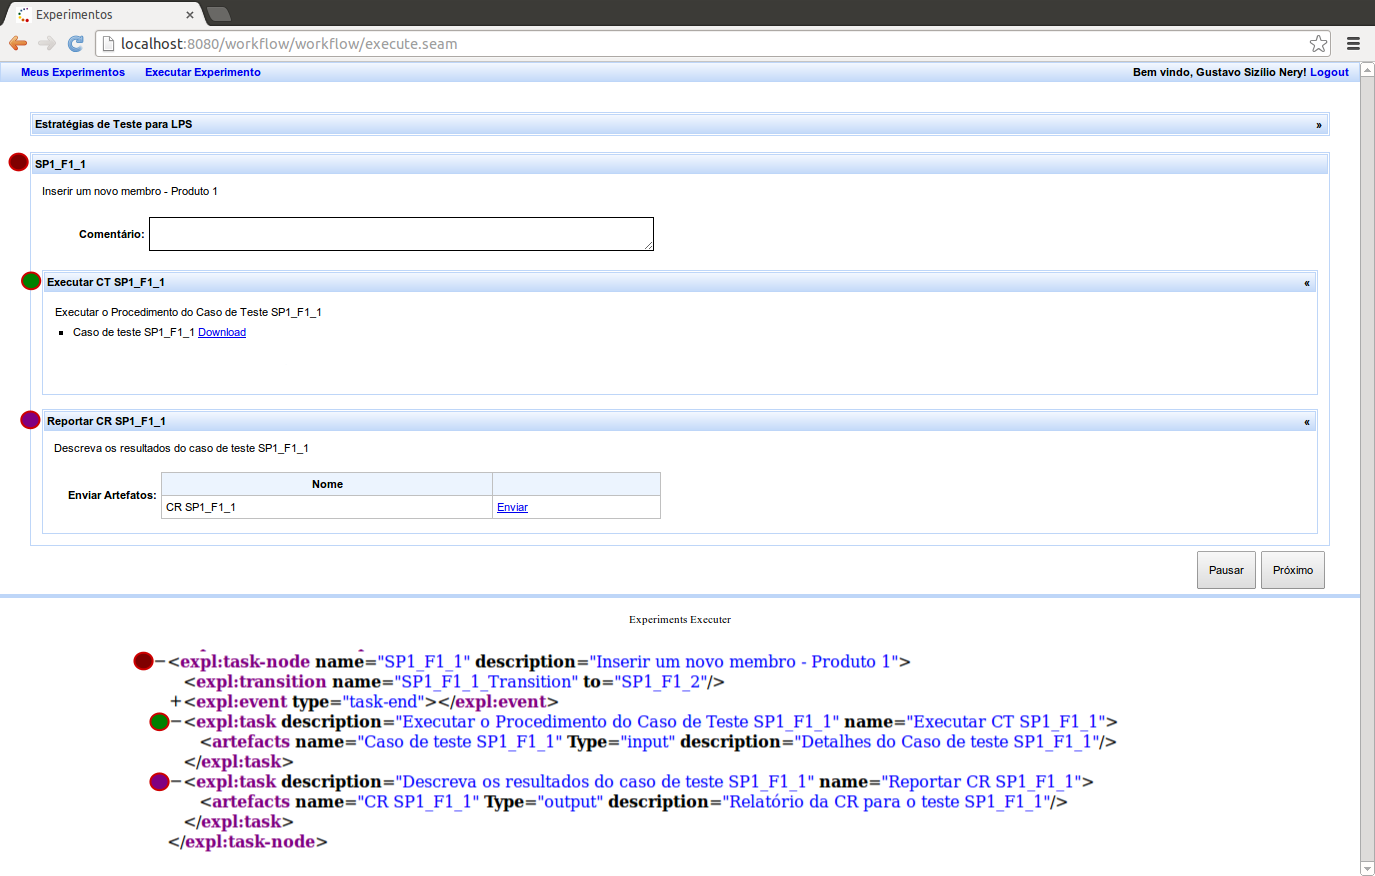 Experimentos
localhost:8080/workflow/workflow/execute.seam
Meus Experimentos Executar Experimento Bem vindo, Gustavo Sizílio Nery! Logout
Estratégias de Teste para LPS »
SP1_F1_1
Inserir um novo membro - Produto 1
Comentário:
Executar CT SP1_F1_1 «
Executar o Procedimento do Caso de Teste SP1_F1_1
Caso de teste SP1_F1_1 Download
Reportar CR SP1_F1_1 «
Descreva os resultados do caso de teste SP1_F1_1
Nome
Enviar Artefatos:
CR SP1_F1_1 Enviar
Pausar Próximo
Experiments Executer
−<expl:task-node name="SP1_F1_1" description="Inserir um novo membro - Produto 1">
<expl:transition name="SP1_F1_1_Transition" to="SP1_F1_2"/>
+<expl:event type="task-end"></expl:event>
−<expl:task description="Executar o Procedimento do Caso de Teste SP1_F1_1" name="Executar CT SP1_F1_1">
<artefacts name="Caso de teste SP1_F1_1" Type="input" description="Detalhes do Caso de teste SP1_F1_1"/>
</expl:task>
−<expl:task description="Descreva os resultados do caso de teste SP1_F1_1" name="Reportar CR SP1_F1_1">
<artefacts name="CR SP1_F1_1" Type="output" description="Relatório da CR para o teste SP1_F1_1"/>
</expl:task>
</expl:task-node>